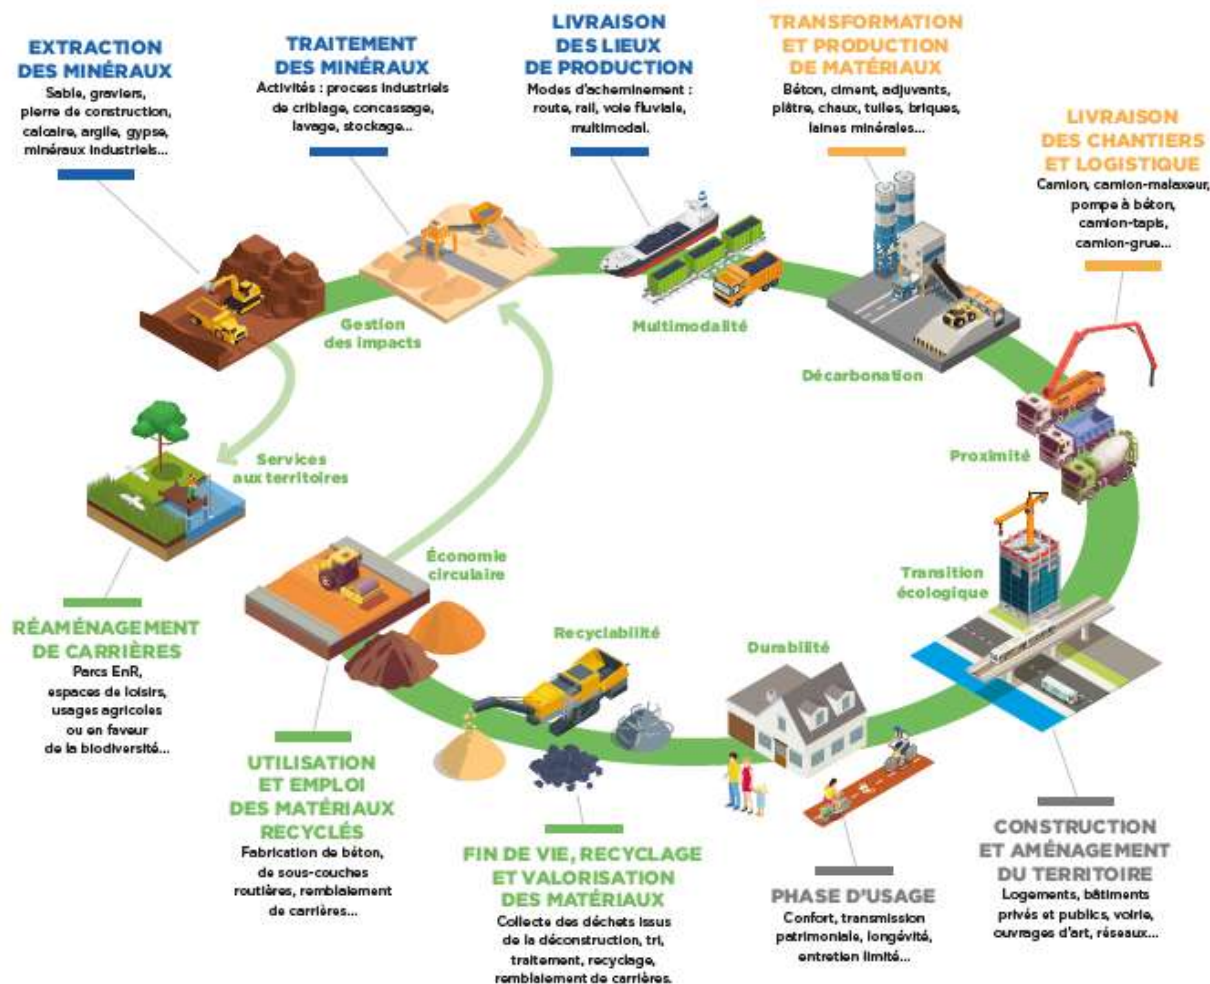 EXTRACTION
DES MINÉRAUX
Sable, graviers,
pierre de construction,
calcaire, argile, gypse,
minéraux industriels...
TRAITEMENT
DES MINÉRAUX
Activités : process industriels
de criblage, concassage,
lavage, stockage...
LIVRAISON
DES LIEUX
DE PRODUCTION
Modes d'acheminement :
route, rail, voie fluviale,
multimodal.
TRANSFORMATION
ET PRODUCTION
DE MATÉRIAUX
Béton, ciment, adjuvants,
plâtre, chaux, tuiles, briques,
laines minérales...
LIVRAISON
DES CHANTIERS
ET LOGISTIQUE
Camion, camion-malaxeur,
pompe à béton,
camion-tapis,
camion-grue...
Gestion
des impacts
Multimodalité
Décarbonation
Proximité
Services
aux territoires
Économie
circulaire
Recyclabilité
Durabilité
Transition
écologique
RÉAMÉNAGEMENT
DE CARRIÈRES
Parcs EnR,
espaces de loisirs,
usages agricoles
ou en faveur
de la biodiversité...
UTILISATION
ET EMPLOI
DES MATÉRIAUX
RECYCLÉS
Fabrication de béton,
de sous-couches
routières, remblaiement
de carrières...
FIN DE VIE, RECYCLAGE
ET VALORISATION
DES MATÉRIAUX
Collecte des déchets issus
de la déconstruction, tri,
traitement, recyclage,
remblaiement de carrières.
PHASE D'USAGE
Confort, transmission
patrimoniale, longévité,
entretien limité...
CONSTRUCTION
ET AMÉNAGEMENT
DU TERRITOIRE
Logements, bâtiments
privés et publics, voirie,
ouvrages d'art, réseaux...